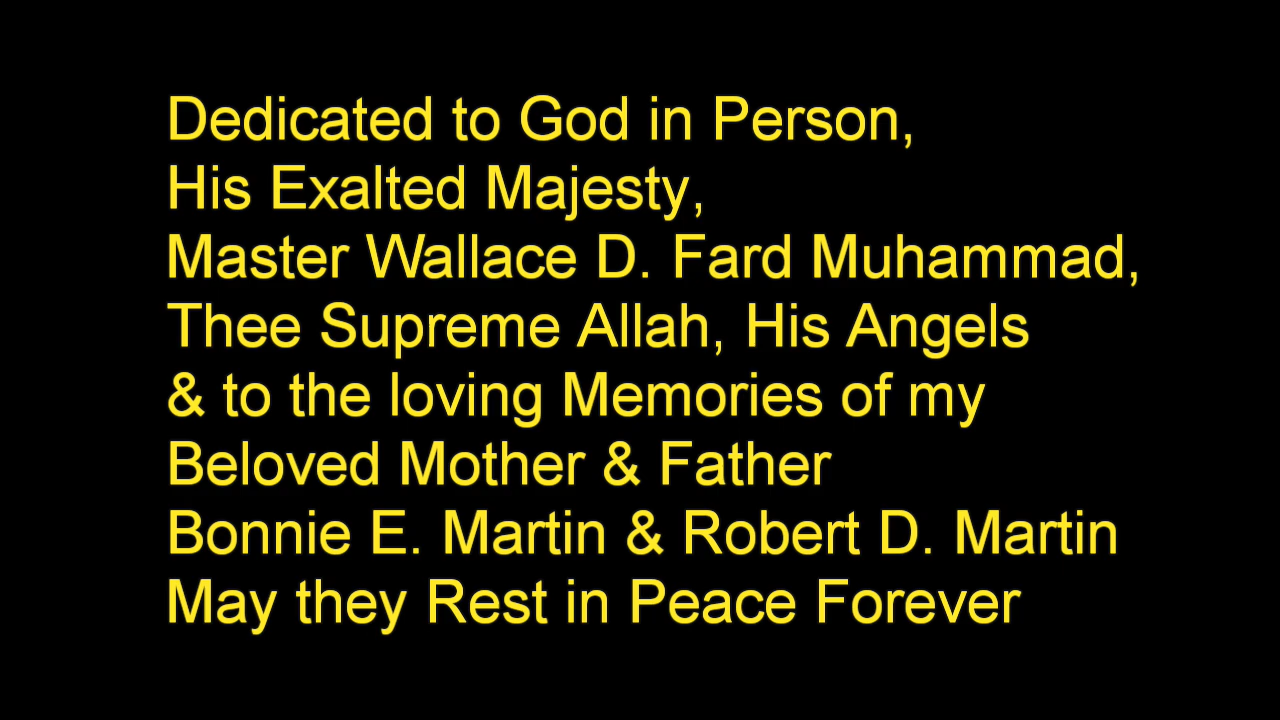 Dedicated to God in Person,
His Exalted Majesty,
Master Wallace D. Fard Muhammad,
Thee Supreme Allah, His Angels
& to the loving Memories of my
Beloved Mother & Father
Bonnie E. Martin & Robert D. Martin
May they Rest in Peace Forever